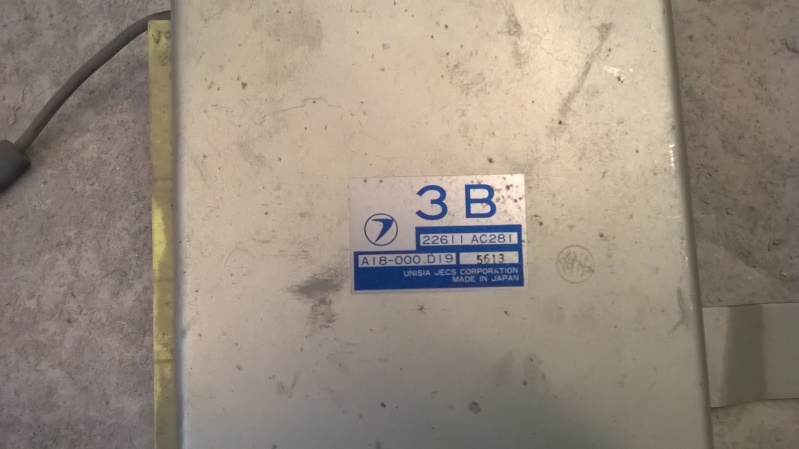 3B
22611 AC281
A18-000 D19 5613
UNISIA JECS CORPORATION
MADE IN JAPAN